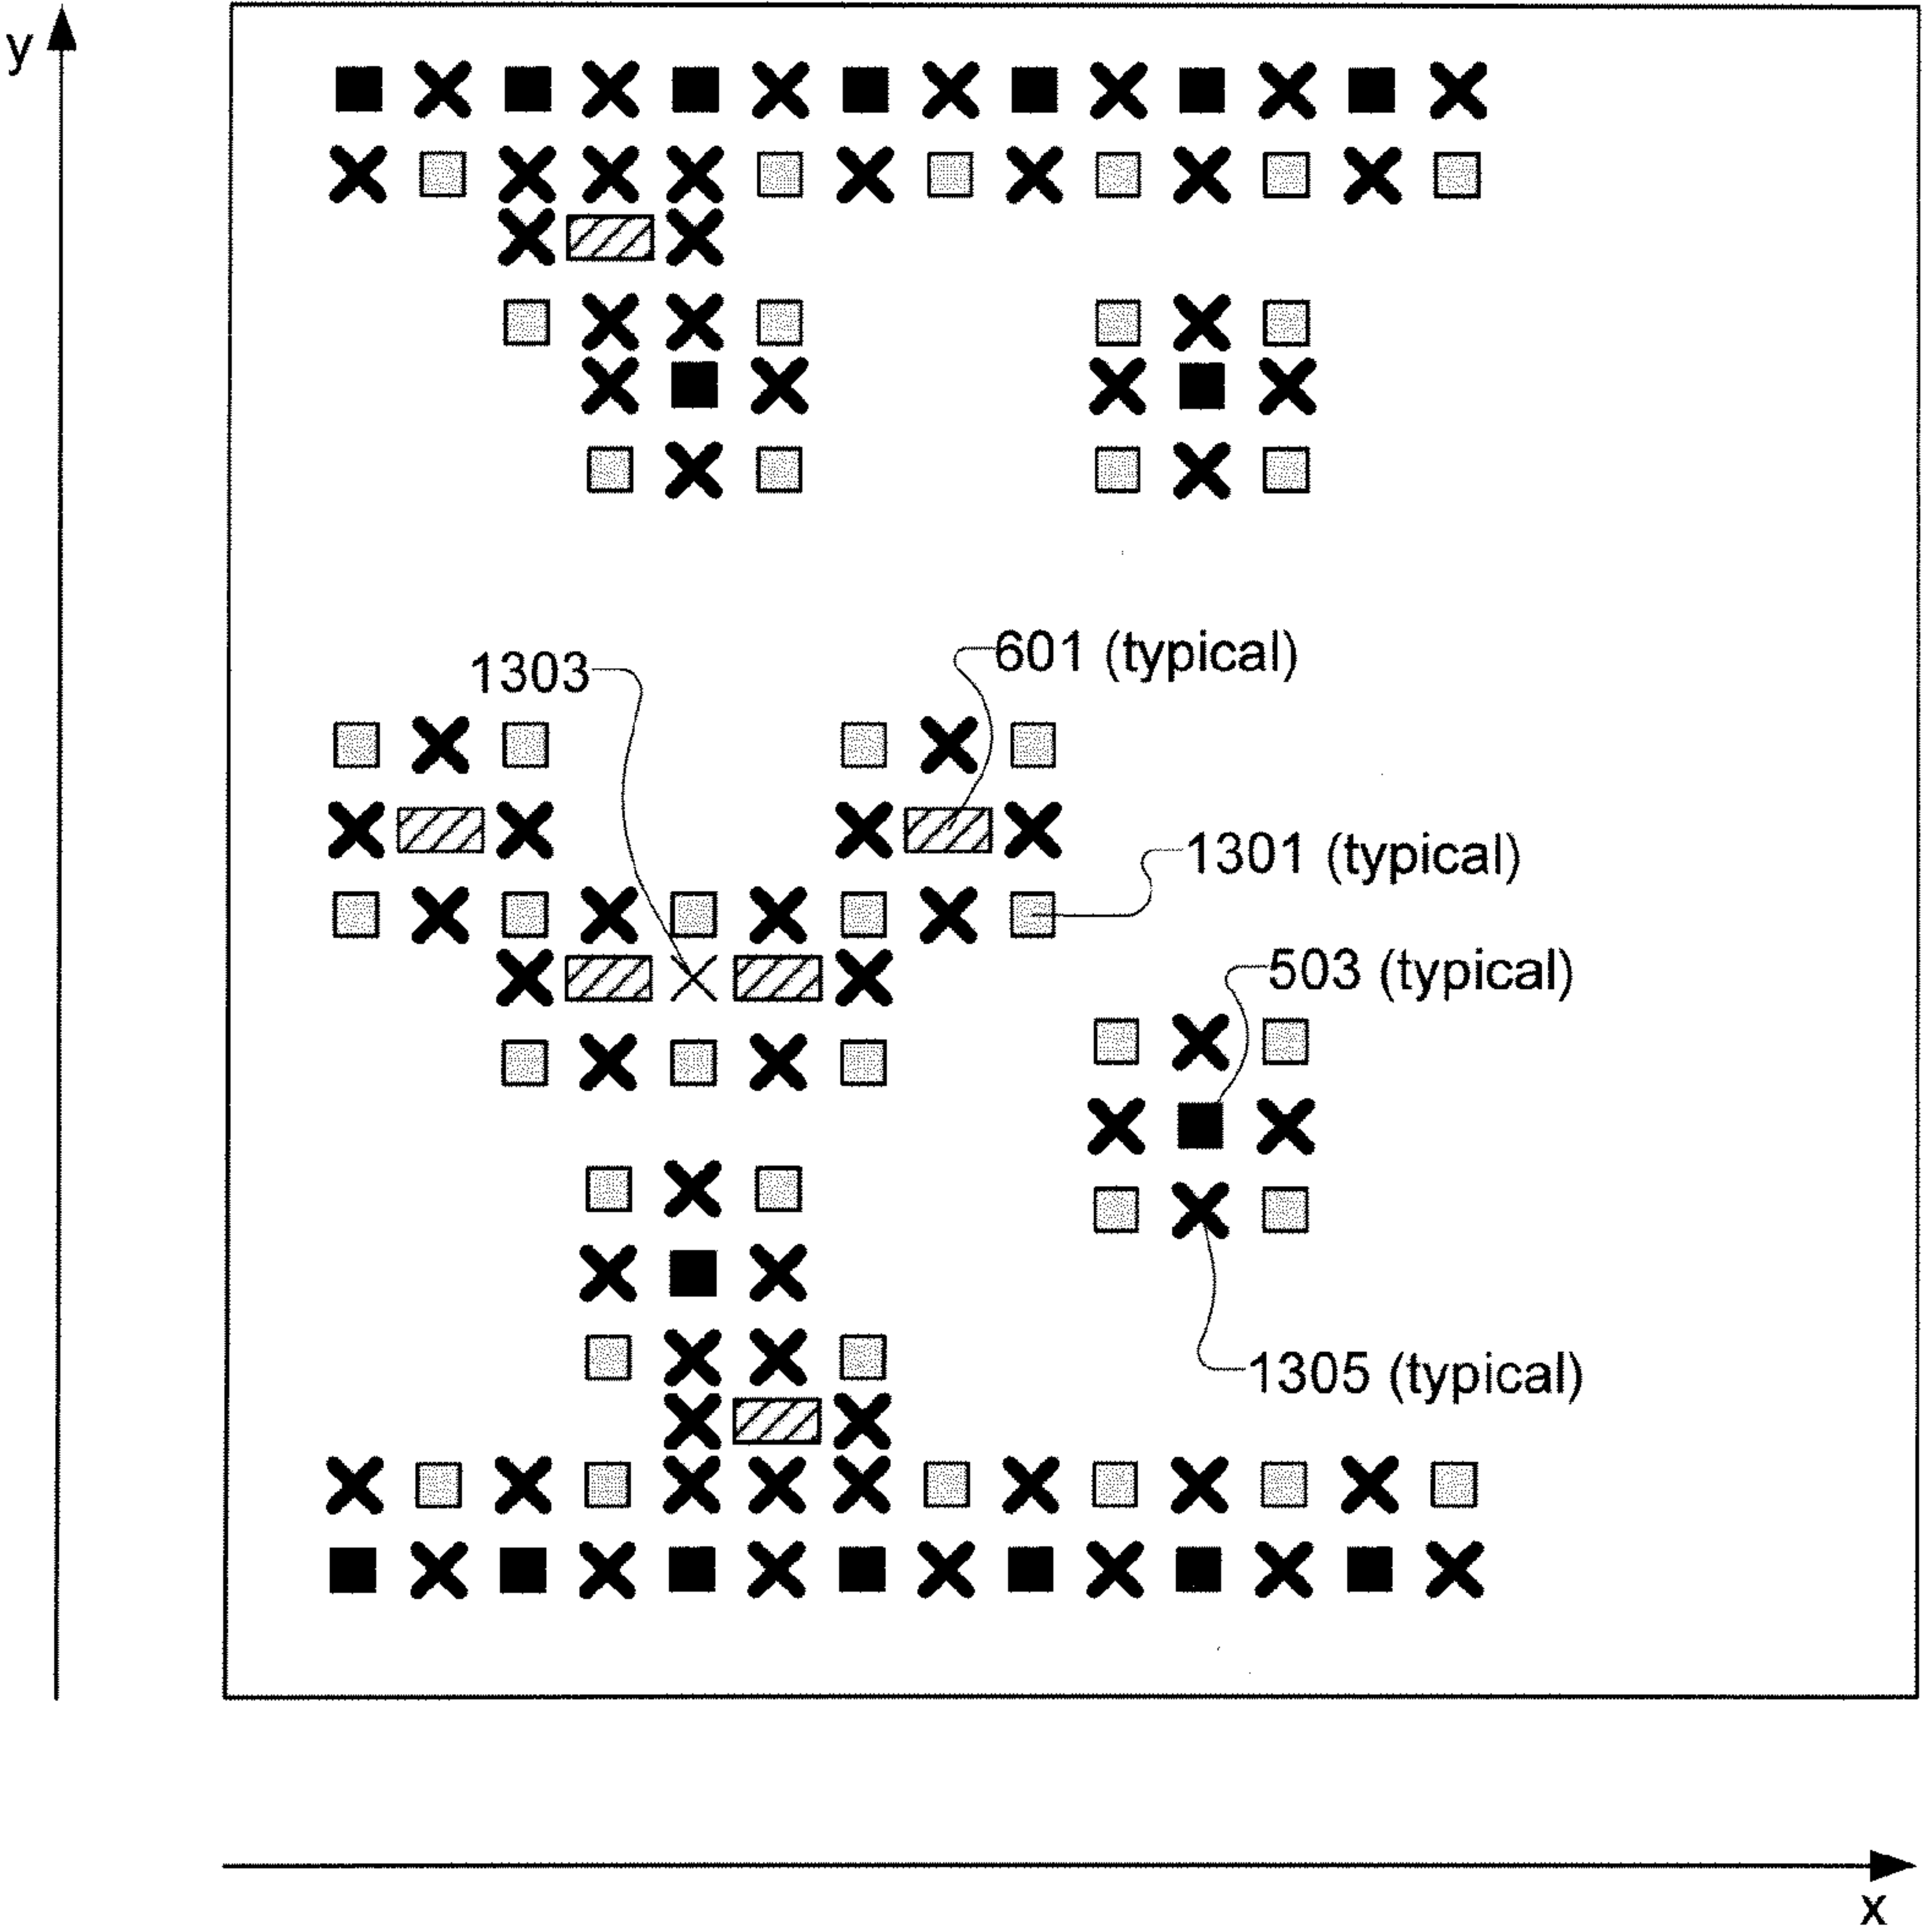 y
601 (typical)
1303
1301 (typical)
503 (typical)
1305 (typical)
x